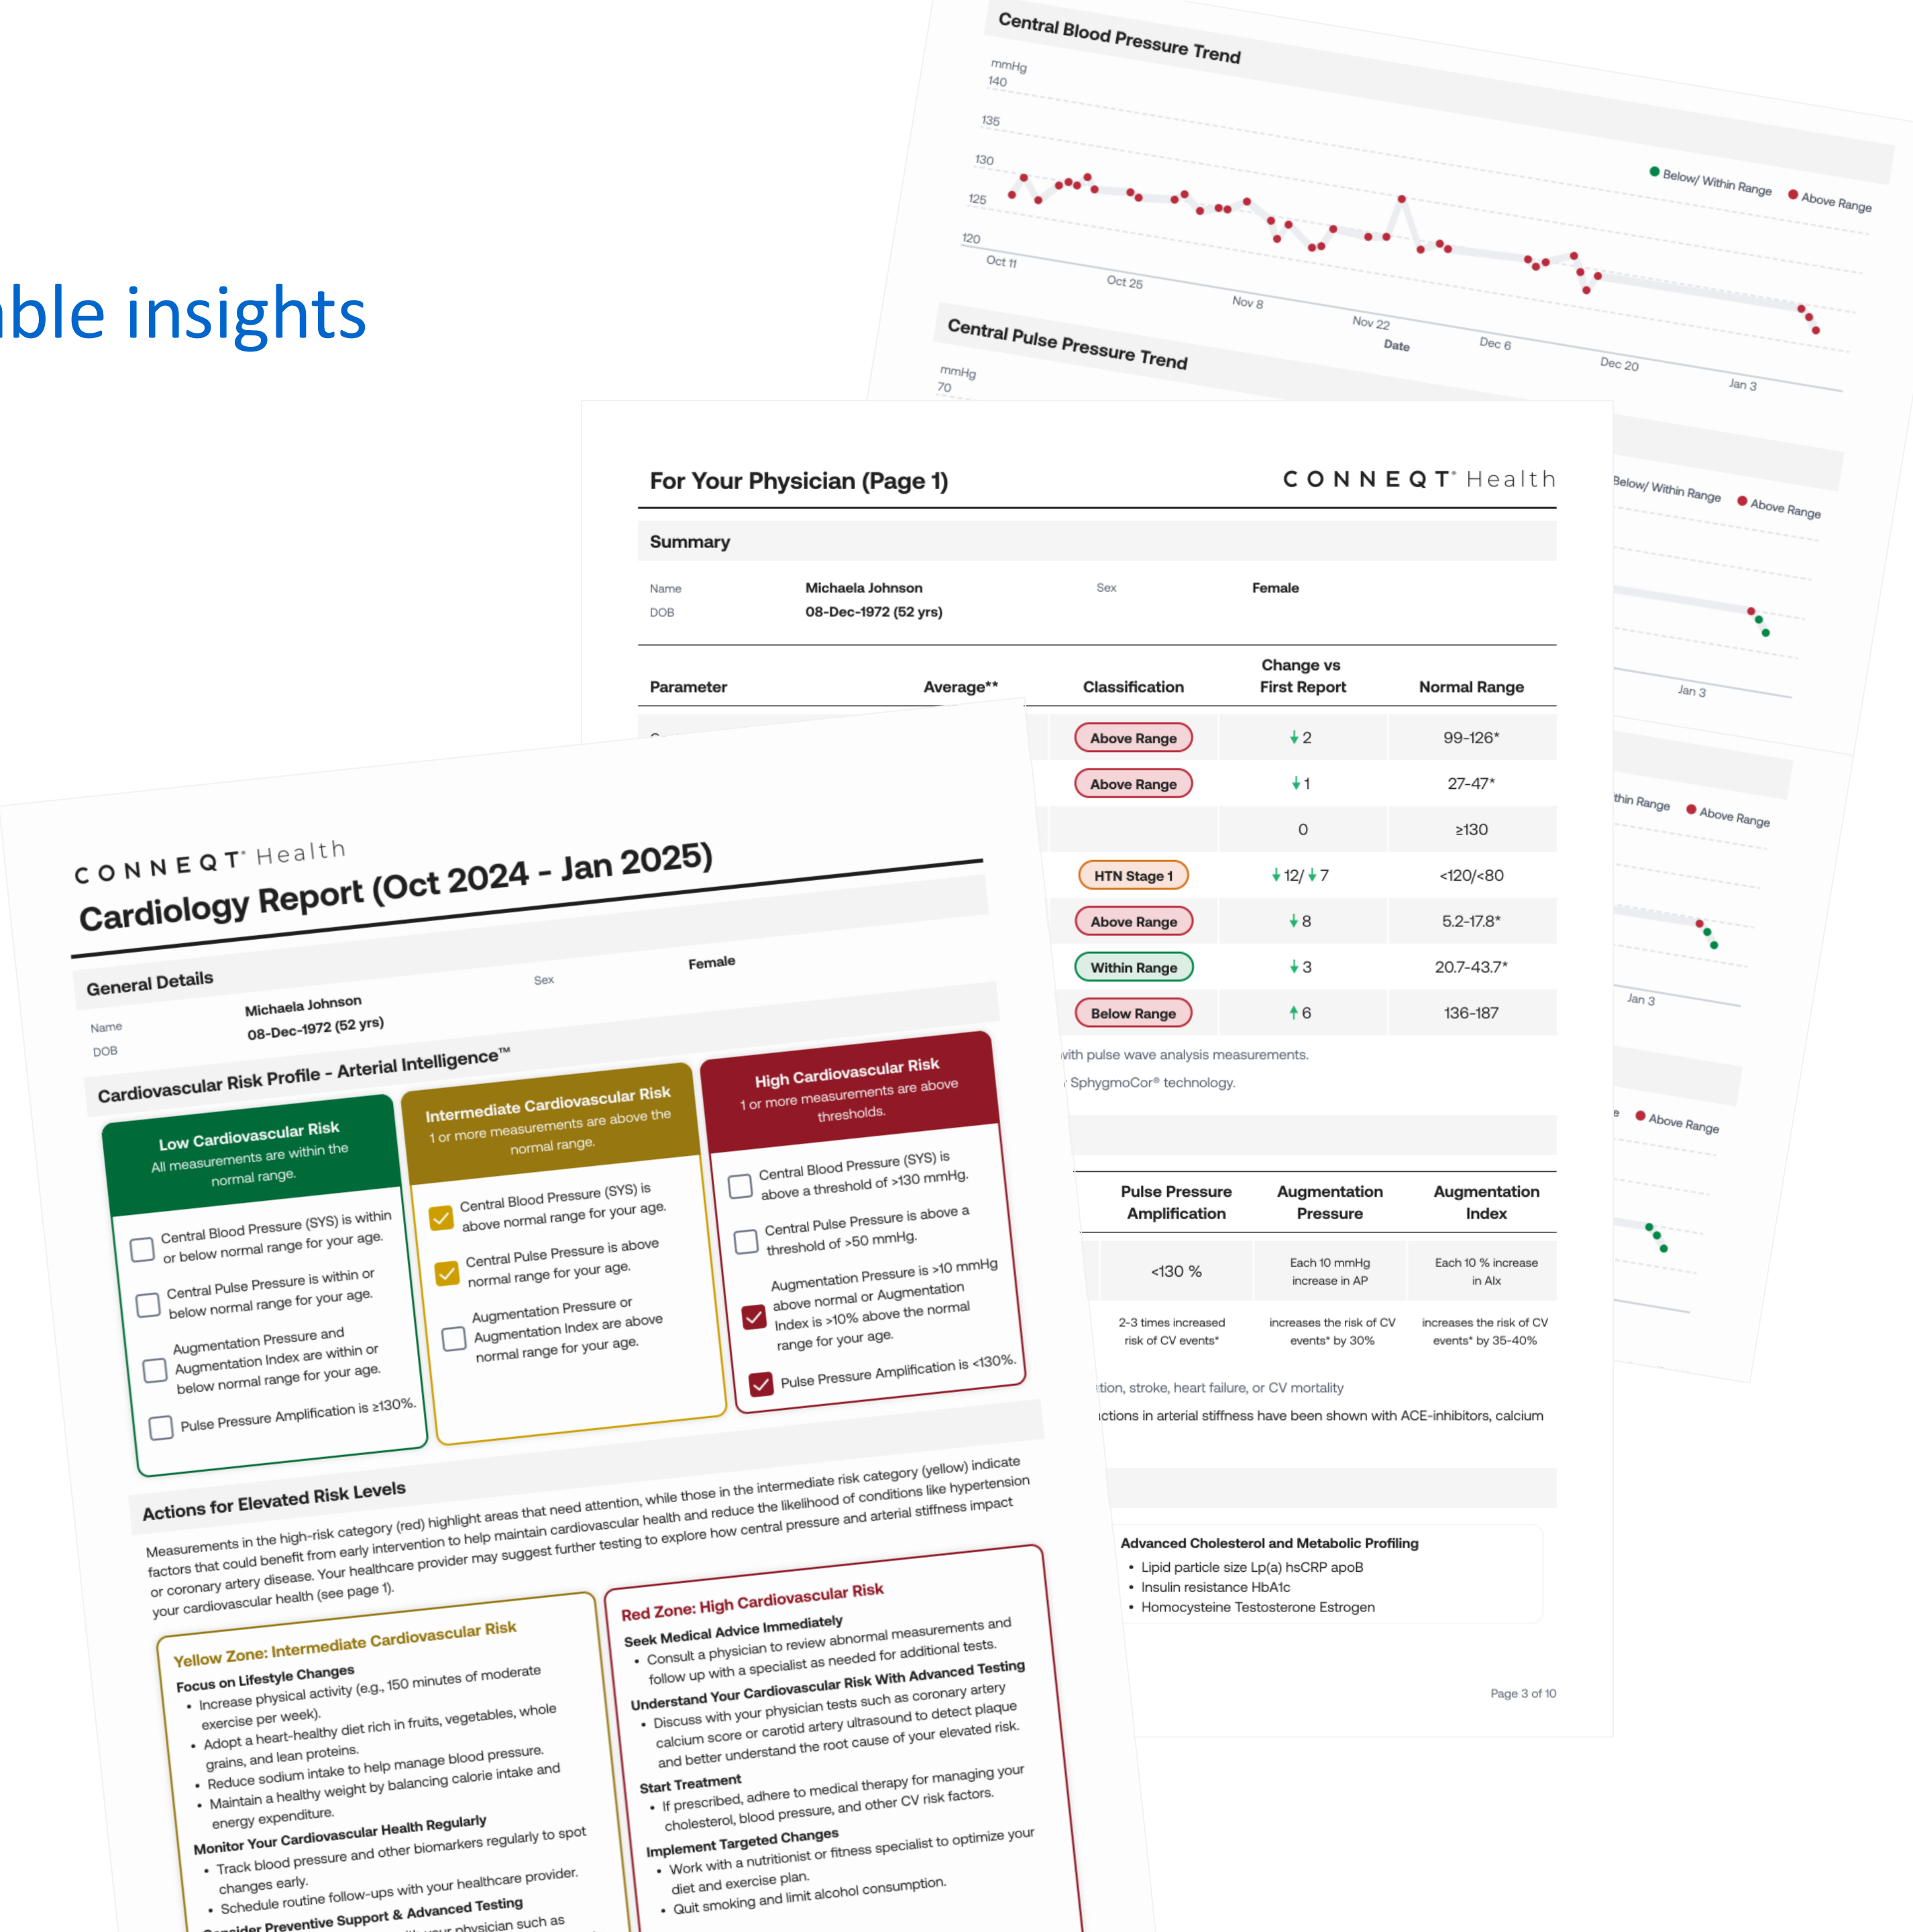 able insights
Central Blood Pressure Trend
mmHg
140
135
130
125
120
Below/ Within Range
Above Range
Oct 11
Oct 25
Nov 8
Nov 22
Dec 6
Dec 20
Jan 3
Date
Central Pulse Pressure Trend
mmHg
70
Below/ Within Range
Above Range
Jan 3
Range
Above Range
Jan 3
Above Range
For Your Physician (Page 1)
CONNEQT® Health
Summary
Name Michaela Johnson Sex Female
DOB 08-Dec-1972 (52 yrs)
Change vs
Parameter Average** Classification First Report Normal Range
Above Range ↓ 2 99-126*
Above Range ↓ 1 27-47*
0 ≥130
HTN Stage 1 ↓ 12/ ↓ 7 <120/<80
Above Range ↓ 8 5.2-17.8*
Within Range ↓ 3 20.7-43.7*
Below Range ↑ 6 136-187
with pulse wave analysis measurements.
SphygmoCor® technology.
Pulse Pressure Augmentation Augmentation
Amplification Pressure Index
<130 % Each 10 mmHg Each 10 % increase
increase in AP in AIx
2-3 times increased increases the risk of CV increases the risk of CV
risk of CV events* events* by 30% events* by 35-40%
tion, stroke, heart failure, or CV mortality
uctions in arterial stiffness have been shown with ACE-inhibitors, calcium
Advanced Cholesterol and Metabolic Profiling
• Lipid particle size Lp(a) hsCRP apoB
• Insulin resistance HbA1c
• Homocysteine Testosterone Estrogen
Page 3 of 10
CONNEQT® Health
Cardiology Report (Oct 2024 - Jan 2025)
General Details
Name Michaela Johnson Sex Female
DOB 08-Dec-1972 (52 yrs)
Cardiovascular Risk Profile - Arterial Intelligence™
Low Cardiovascular Risk
All measurements are within the
normal range.
Central Blood Pressure (SYS) is within
or below normal range for your age.
Central Pulse Pressure is within or
below normal range for your age.
Augmentation Pressure and
Augmentation Index are within or
below normal range for your age.
Pulse Pressure Amplification is ≥130%.
Intermediate Cardiovascular Risk
1 or more measurements are above the
normal range.
Central Blood Pressure (SYS) is
above normal range for your age.
Central Pulse Pressure is above
normal range for your age.
Augmentation Pressure or
Augmentation Index are above
normal range for your age.
High Cardiovascular Risk
1 or more measurements are above
thresholds.
Central Blood Pressure (SYS) is
above a threshold of >130 mmHg.
Central Pulse Pressure is above a
threshold of >50 mmHg.
Augmentation Pressure is >10 mmHg
above normal or Augmentation
Index is >10% above the normal
range for your age.
Pulse Pressure Amplification is <130%.
Actions for Elevated Risk Levels
Measurements in the high-risk category (red) highlight areas that need attention, while those in the intermediate risk category (yellow) indicate
factors that could benefit from early intervention to help maintain cardiovascular health and reduce the likelihood of conditions like hypertension
or coronary artery disease. Your healthcare provider may suggest further testing to explore how central pressure and arterial stiffness impact
your cardiovascular health (see page 1).
Yellow Zone: Intermediate Cardiovascular Risk
Focus on Lifestyle Changes
• Increase physical activity (e.g., 150 minutes of moderate
exercise per week).
• Adopt a heart-healthy diet rich in fruits, vegetables, whole
grains, and lean proteins.
• Reduce sodium intake to help manage blood pressure.
• Maintain a healthy weight by balancing calorie intake and
energy expenditure.
Monitor Your Cardiovascular Health Regularly
• Track blood pressure and other biomarkers regularly to spot
changes early.
• Schedule routine follow-ups with your healthcare provider.
Consider Preventive Support & Advanced Testing
your physician such as
Red Zone: High Cardiovascular Risk
Seek Medical Advice Immediately
• Consult a physician to review abnormal measurements and
follow up with a specialist as needed for additional tests.
Understand Your Cardiovascular Risk With Advanced Testing
• Discuss with your physician tests such as coronary artery
calcium score or carotid artery ultrasound to detect plaque
and better understand the root cause of your elevated risk.
Start Treatment
• If prescribed, adhere to medical therapy for managing your
cholesterol, blood pressure, and other CV risk factors.
Implement Targeted Changes
• Work with a nutritionist or fitness specialist to optimize your
diet and exercise plan.
• Quit smoking and limit alcohol consumption.